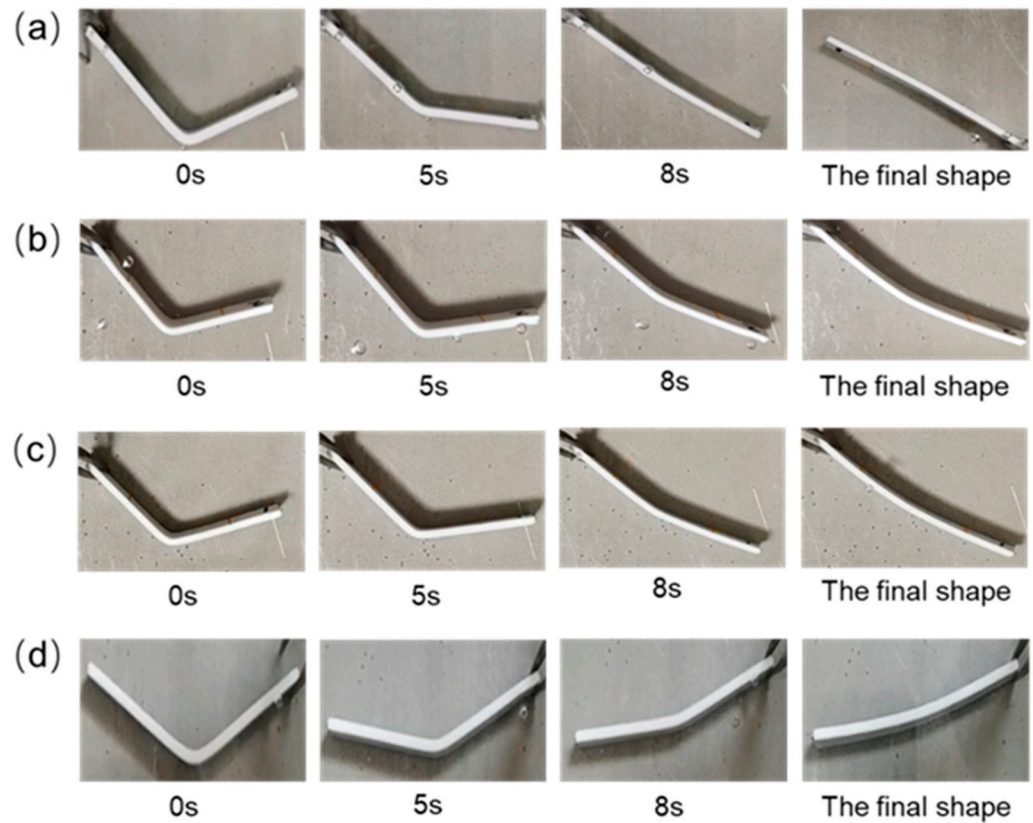 (a)
0s 5s 8s The final shape
(b)
0s 5s 8s The final shape
(c)
0s 5s 8s The final shape
(d)
0s 5s 8s The final shape